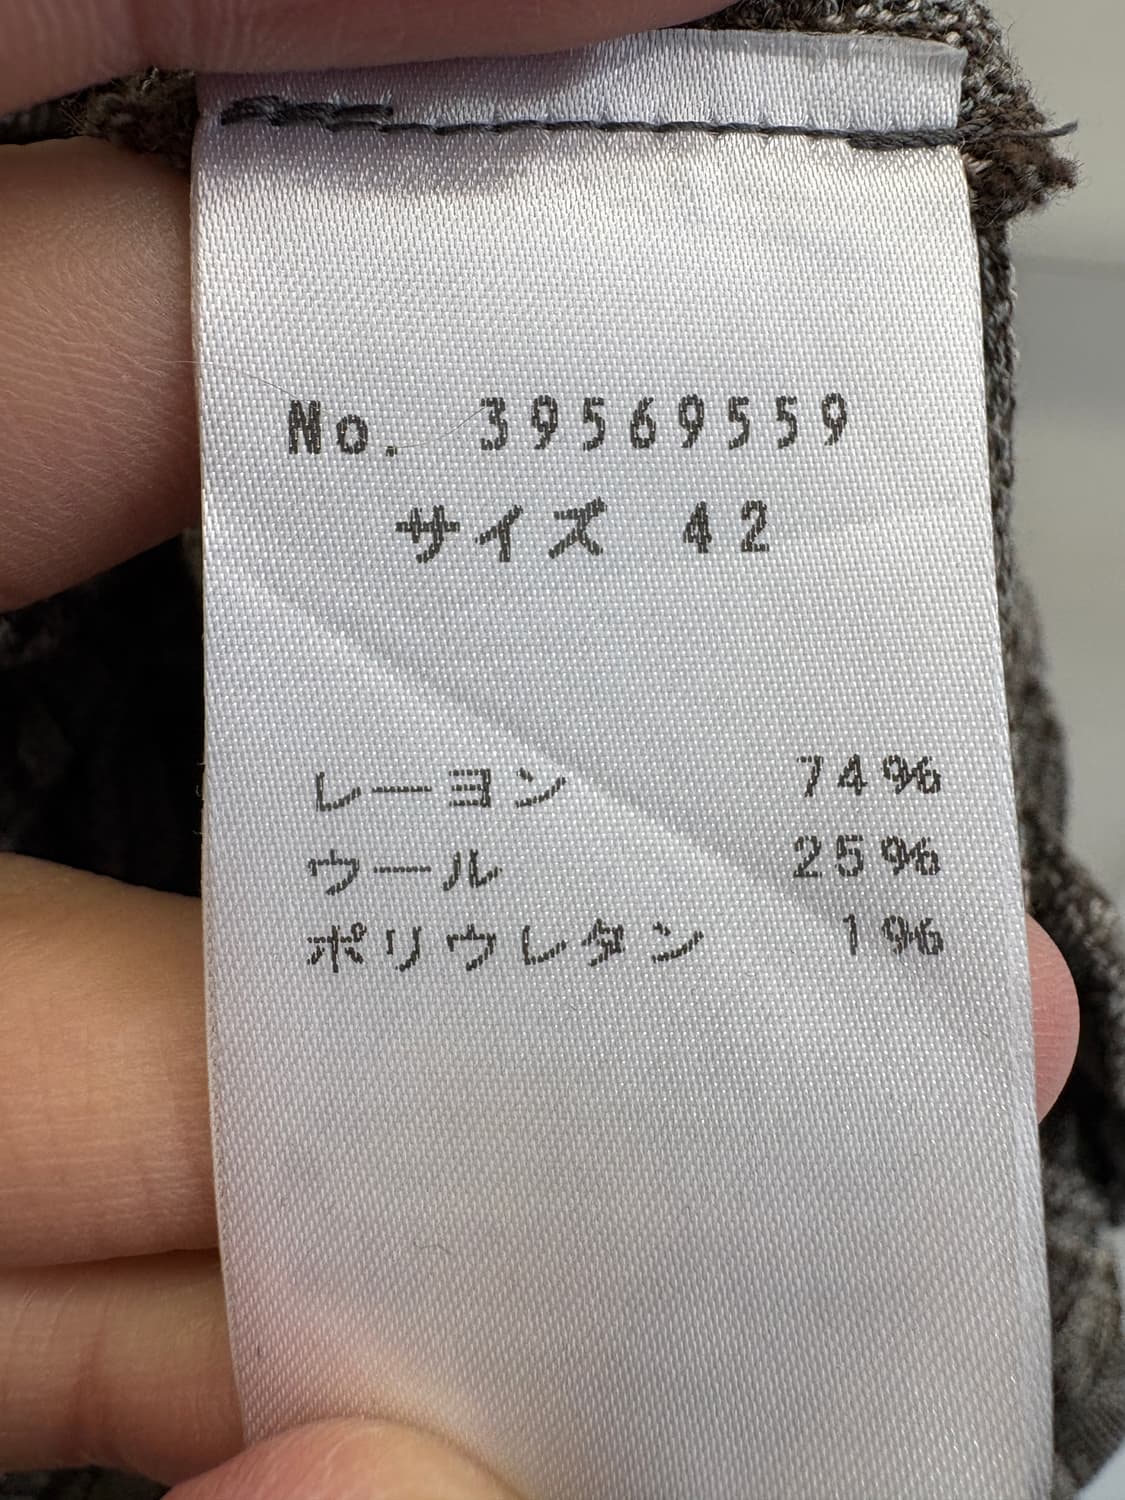 No. 39569559
サイズ 42
レーヨン 74%
ウール 25%
ポリウレタン 1%